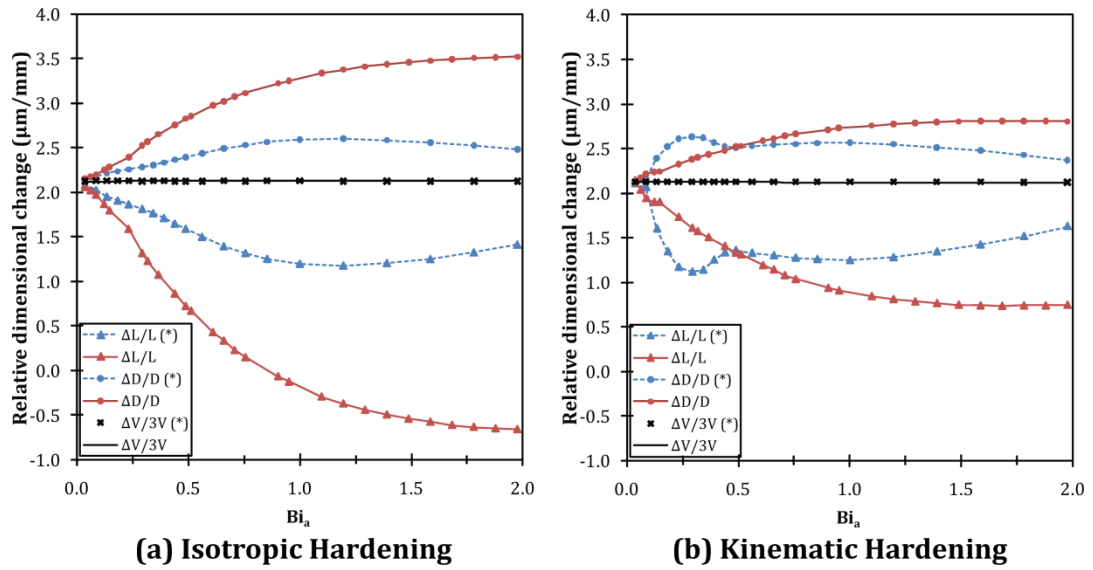 Relative dimensional change (μm/mm)
4.0
3.5
3.0
2.5
2.0
1.5
1.0
0.5
0.0
-0.5
-1.0
ΔL/L (*)
ΔL/L
ΔD/D (*)
ΔD/D
ΔV/3V (*)
ΔV/3V
0.0 0.5 1.0 1.5 2.0
Biₐ
(a) Isotropic Hardening
Relative dimensional change (μm/mm)
4.0
3.5
3.0
2.5
2.0
1.5
1.0
0.5
0.0
-0.5
-1.0
ΔL/L (*)
ΔL/L
ΔD/D (*)
ΔD/D
ΔV/3V (*)
ΔV/3V
0.0 0.5 1.0 1.5 2.0
Biₐ
(b) Kinematic Hardening